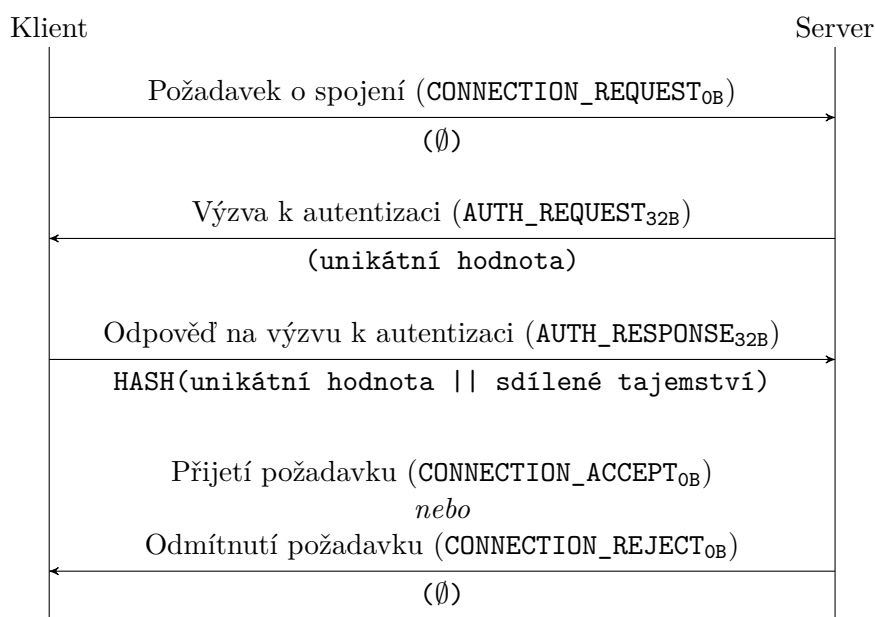 Klient Server
Požadavek o spojení (CONNECTION_REQUEST0B)
(∅)
Výzva k autentizaci (AUTH_REQUEST32B)
(unikátní hodnota)
Odpověď na výzvu k autentizaci (AUTH_RESPONSE32B)
HASH(unikátní hodnota || sdílené tajemství)
Přijetí požadavku (CONNECTION_ACCEPT0B)
nebo
Odmítnutí požadavku (CONNECTION_REJECT0B)
(∅)